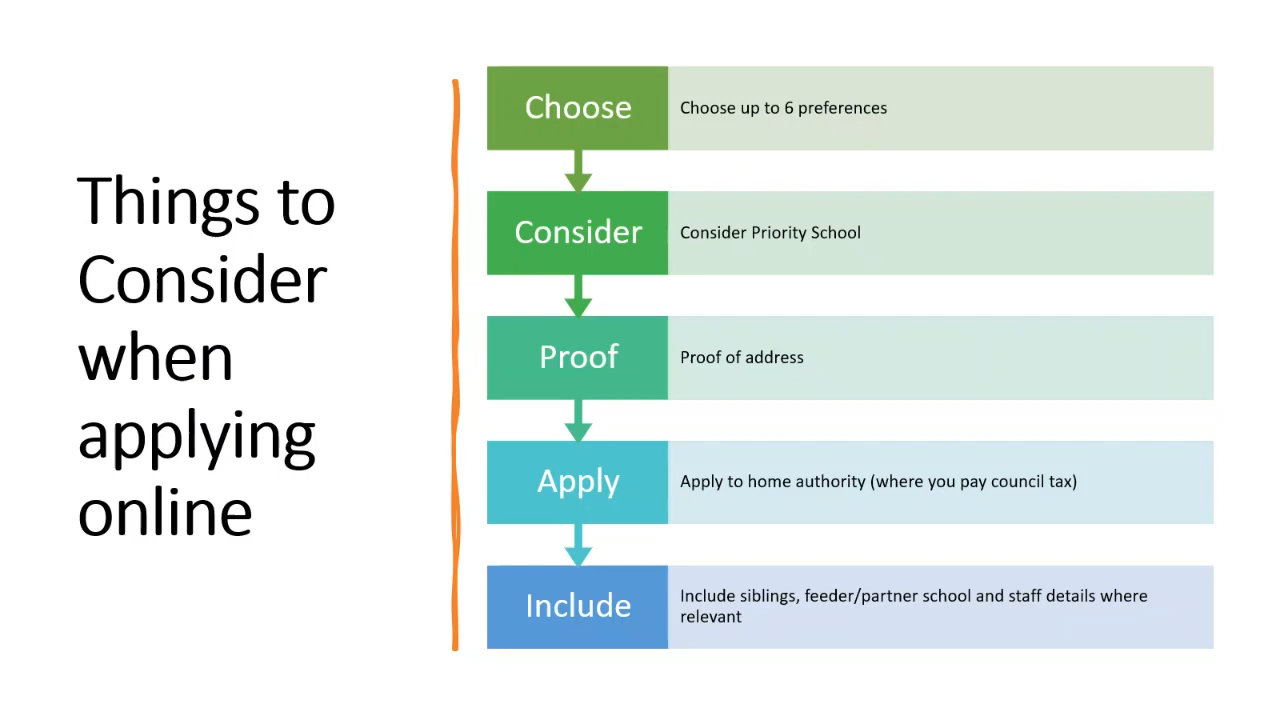 Things to
Consider
when
applying
online
Choose
Choose up to 6 preferences
Consider
Consider Priority School
Proof
Proof of address
Apply
Apply to home authority (where you pay council tax)
Include
Include siblings, feeder/partner school and staff details where
relevant